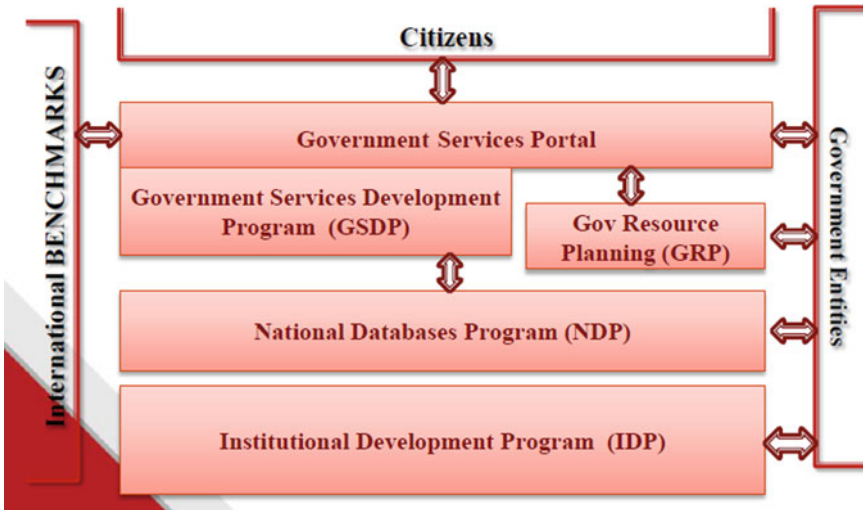 Citizens
International BENCHMARKS
Government Services Portal
Government Services Development
Program (GSDP)
Gov Resource
Planning (GRP)
National Databases Program (NDP)
Institutional Development Program (IDP)
Government Entities